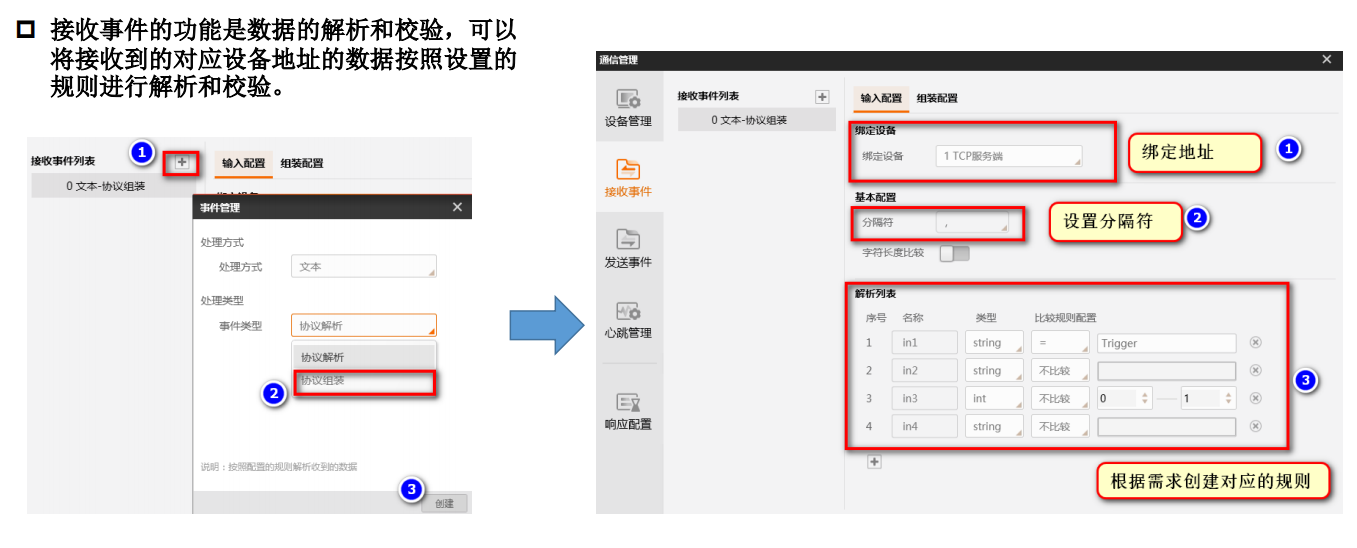 接收事件的功能是数据的解析和校验，可以
将接收到的对应设备地址的数据按照设置的
规则进行解析和校验。
接收事件列表
1
+
输入配置 组装配置
0 文本-协议组装
事件管理
×
处理方式
处理方式 文本
处理类型
事件类型 协议解析
协议解析
协议组装
2
说明：按照配置的规则解析收到的数据
3
创建
通信管理
×
设备管理
接收事件
发送事件
心跳管理
响应配置
接收事件列表 +
0 文本-协议组装
输入配置 组装配置
绑定设备
绑定设备 1 TCP服务端
绑定地址
1
基本配置
分隔符 ,
设置分隔符
2
字符长度比较
解析列表
序号 名称 类型 比较规则配置
1 in1 string = Trigger
2 in2 string 不比较
3 in3 int 不比较 0 — 1
4 in4 string 不比较
3
+
根据需求创建对应的规则